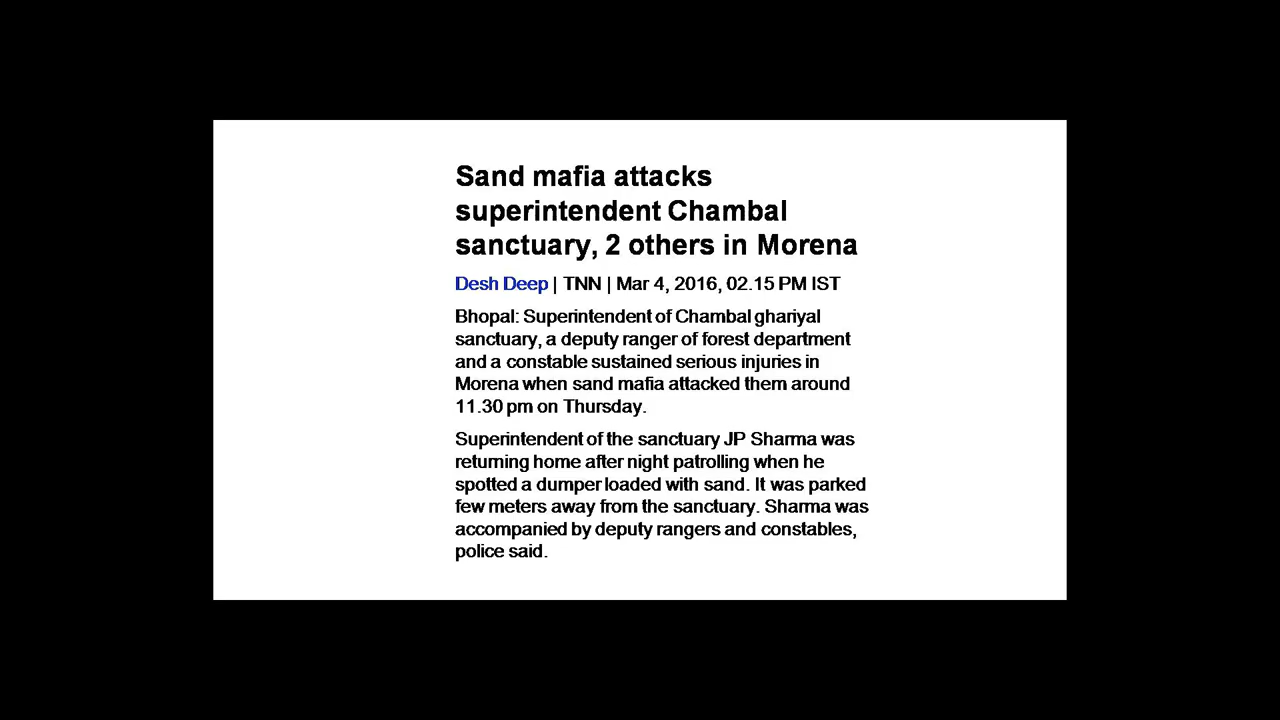 Sand mafia attacks
superintendent Chambal
sanctuary, 2 others in Morena
Desh Deep | TNN | Mar 4, 2016, 02.15 PM IST
Bhopal: Superintendent of Chambal ghariyal
sanctuary, a deputy ranger of forest department
and a constable sustained serious injuries in
Morena when sand mafia attacked them around
11.30 pm on Thursday.
Superintendent of the sanctuary JP Sharma was
returning home after night patrolling when he
spotted a dumper loaded with sand. It was parked
few meters away from the sanctuary. Sharma was
accompanied by deputy rangers and constables,
police said.